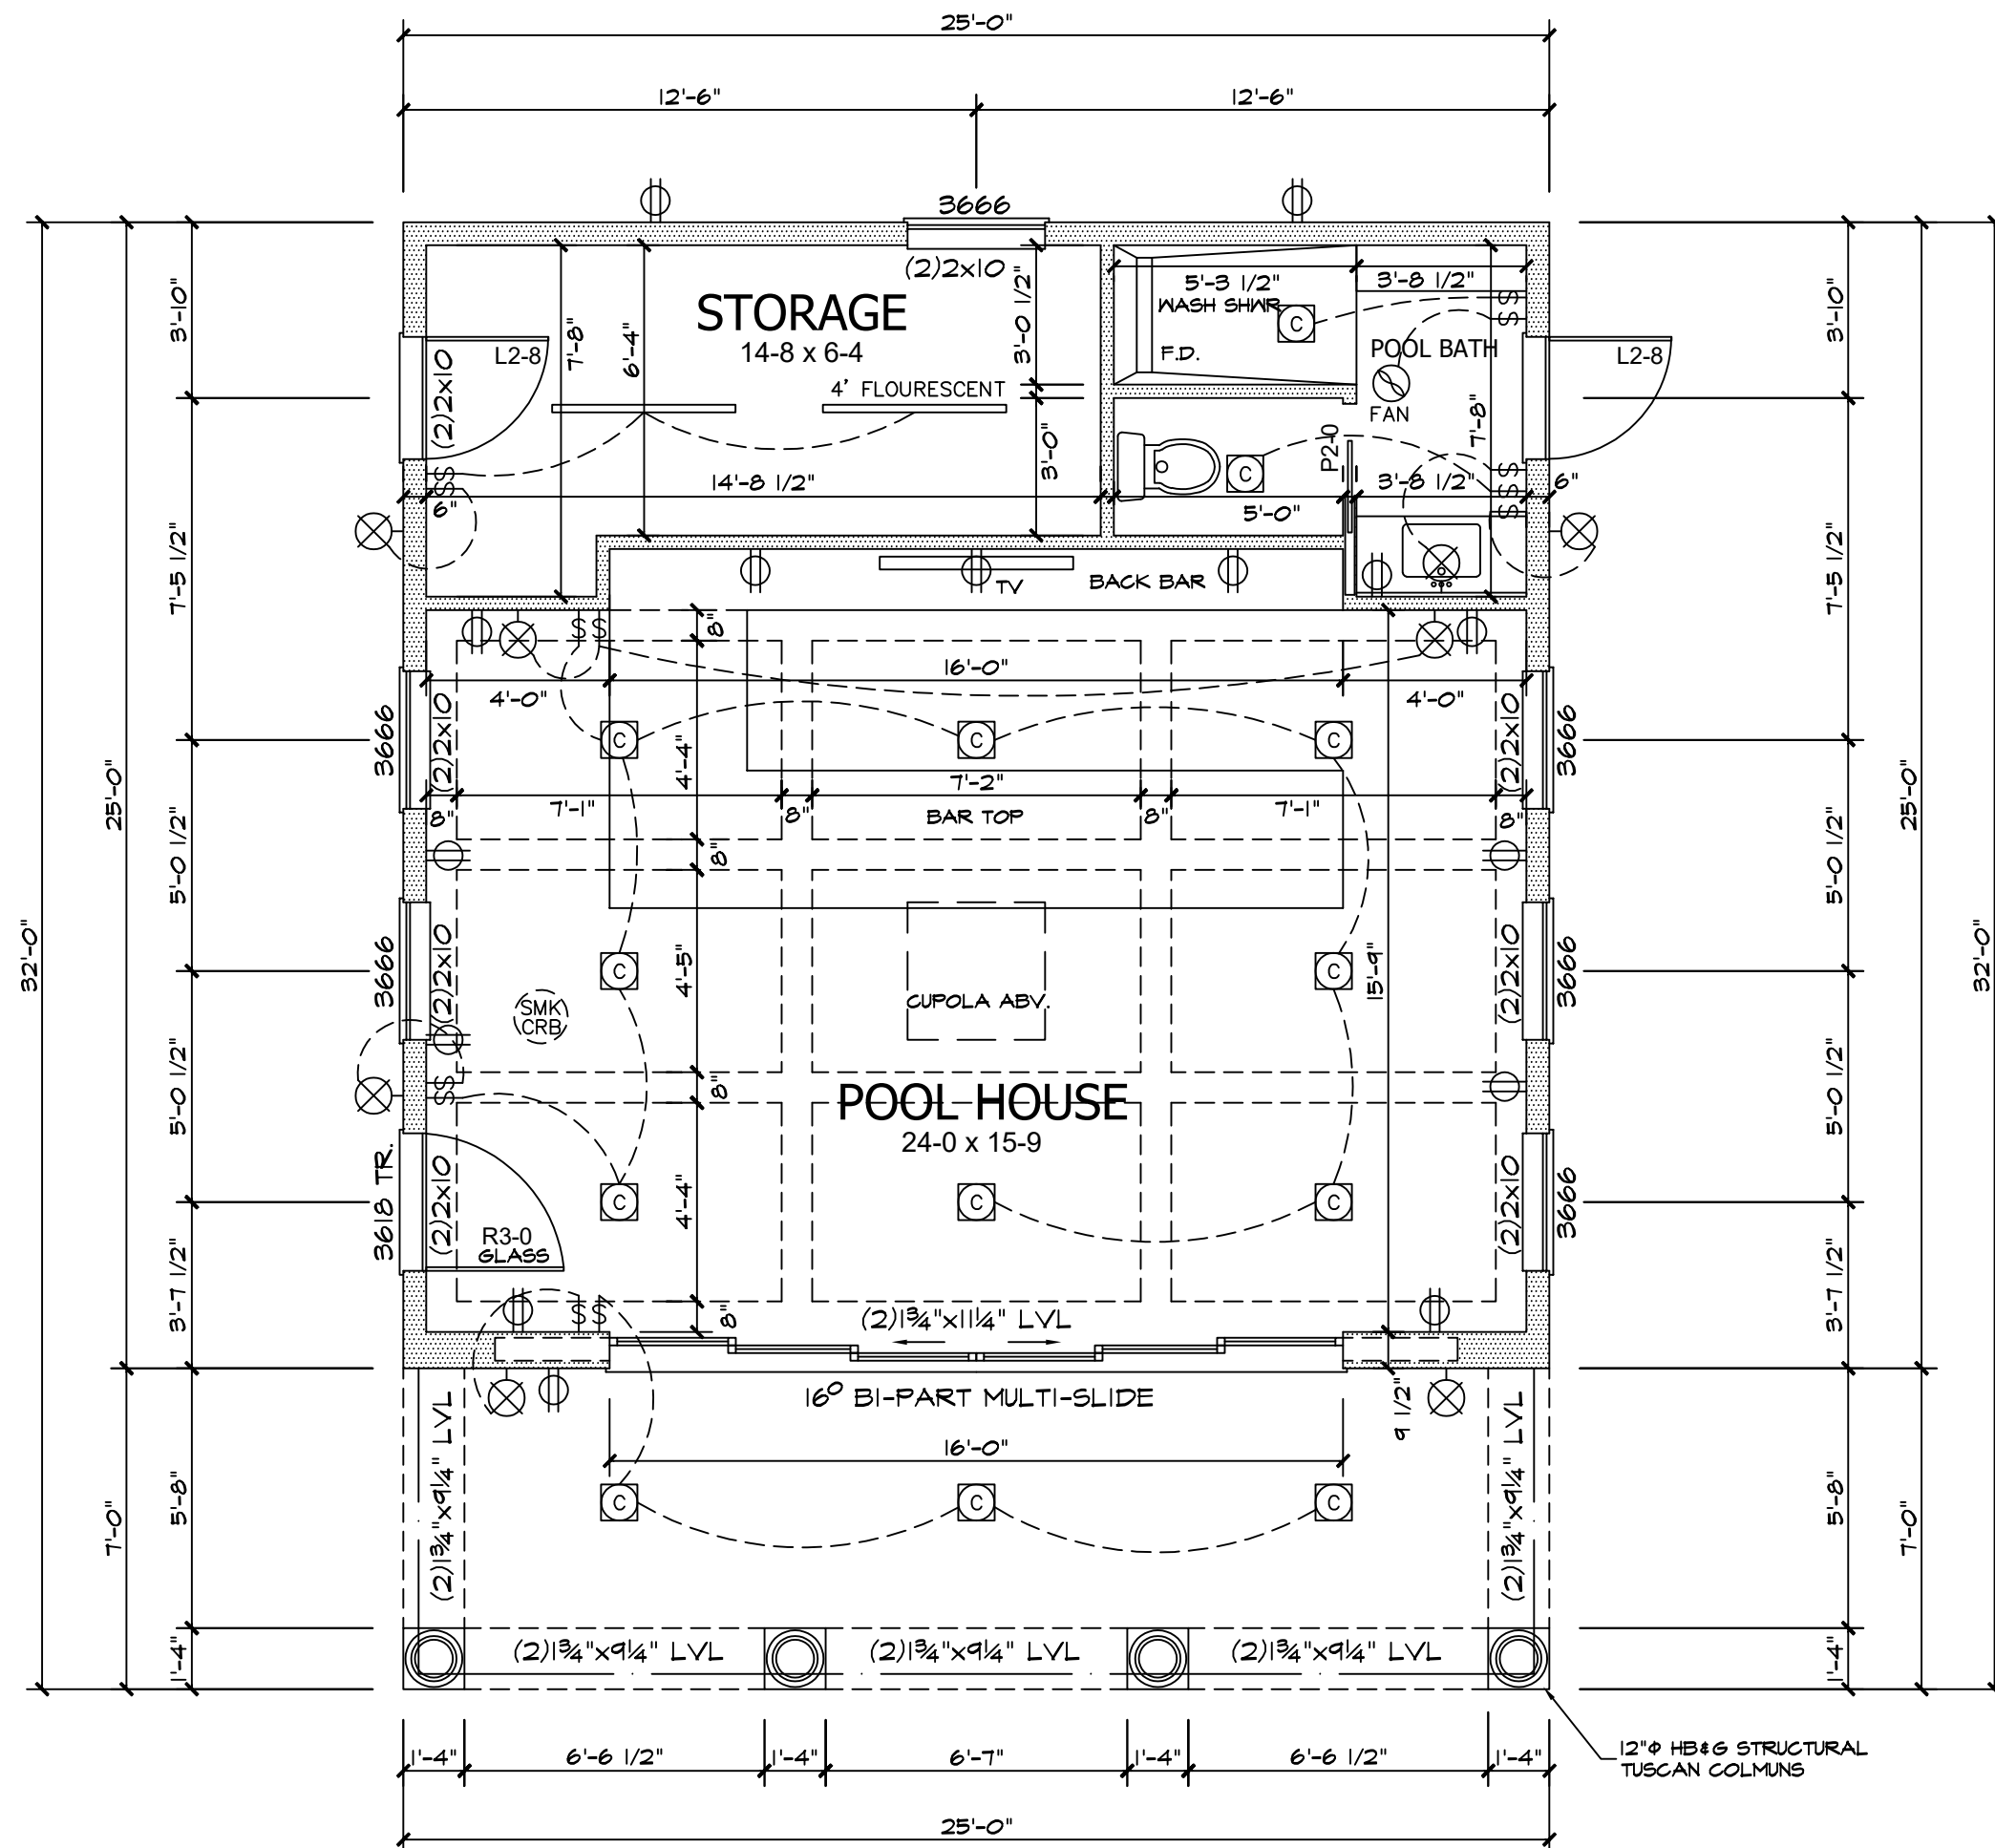 25'-0"
12'-6" 12'-6"
3666
(2)2x10
STORAGE
14-8 x 6-4
4' FLOURESCENT
L2-8
(2)2x10
7'-8"
6'-4"
3'-0 1/2"
3'-0"
14'-8 1/2"
6"
SS
5'-3 1/2"
WASH SHWR
C
F.D.
3'-8 1/2"
SS
POOL BATH
FAN
7'-8"
L2-8
P2-0
C
5'-0"
3'-8 1/2"
SSS
6"
TV
BACK BAR
3'-10"
7'-5 1/2"
5'-0 1/2"
5'-0 1/2"
3'-7 1/2"
5'-8"
1'-4"
25'-0"
7'-0"
32'-0"
3'-10"
7'-5 1/2"
5'-0 1/2"
5'-0 1/2"
3'-7 1/2"
5'-8"
1'-4"
25'-0"
7'-0"
32'-0"
SS
8"
16'-0"
4'-0"
4'-0"
3666
(2)2x10
(2)2x10
3666
C C C
4'-4"
7'-2"
8" 7'-1" 8" 8" 7'-1" 8"
BAR TOP
8"
3666
(2)2x10
(2)2x10
3666
C C
4'-5"
15'-9"
SMK
CRB
CUPOLA ABV.
SS
8"
POOL HOUSE
24-0 x 15-9
3618 TR.
(2)2x10
(2)2x10
3666
C C C
4'-4"
R3-0
GLASS
SS
8"
(2)1¾"x11¼" LVL
16⁰ BI-PART MULTI-SLIDE
9 1/2"
16'-0"
(2)1¾"x9¼" LVL
(2)1¾"x9¼" LVL
C C C
(2)1¾"x9¼" LVL (2)1¾"x9¼" LVL (2)1¾"x9¼" LVL
1'-4" 6'-6 1/2" 1'-4" 6'-7" 1'-4" 6'-6 1/2" 1'-4"
12"Φ HB&G STRUCTURAL
TUSCAN COLMUNS
25'-0"